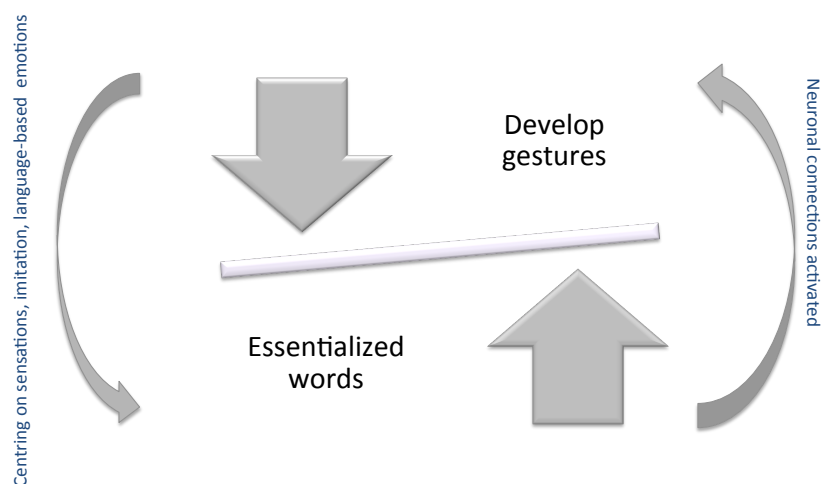 Centring on sensations, imitation, language-based emotions
Develop
gestures
Essentialized
words
Neuronal connections activated